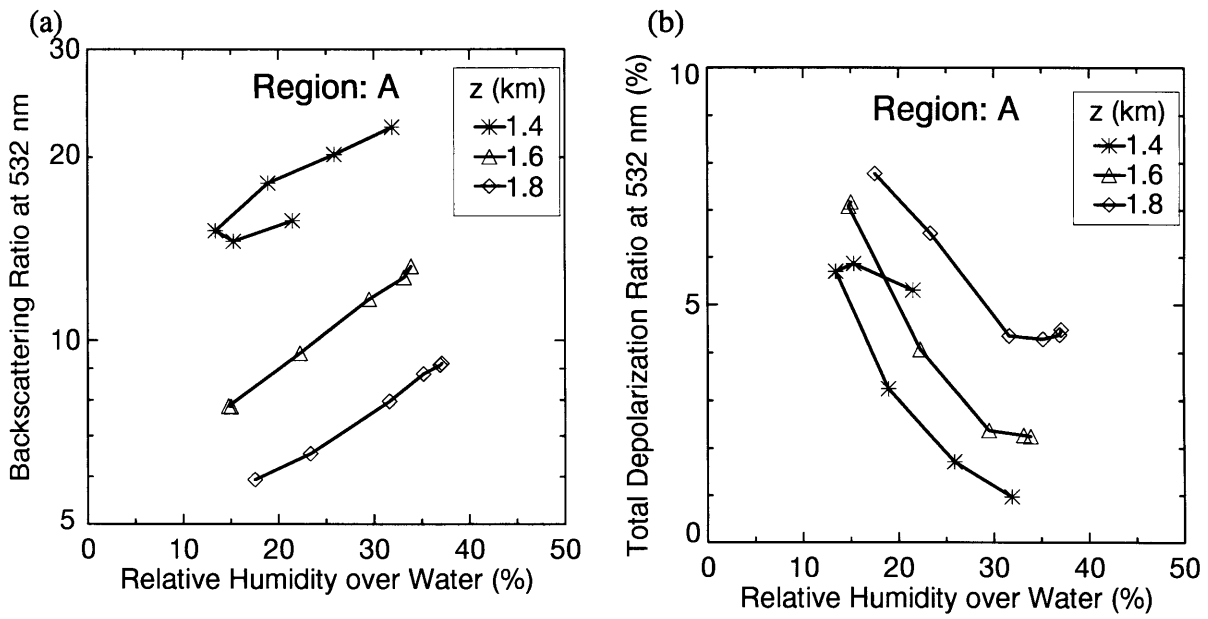 (a)
Region: A
z (km)
1.4
1.6
1.8
30
20
10
5
0 10 20 30 40 50
Backscattering Ratio at 532 nm
Relative Humidity over Water (%)
(b)
Region: A
z (km)
1.4
1.6
1.8
10
5
0
0 10 20 30 40 50
Total Depolarization Ratio at 532 nm (%)
Relative Humidity over Water (%)